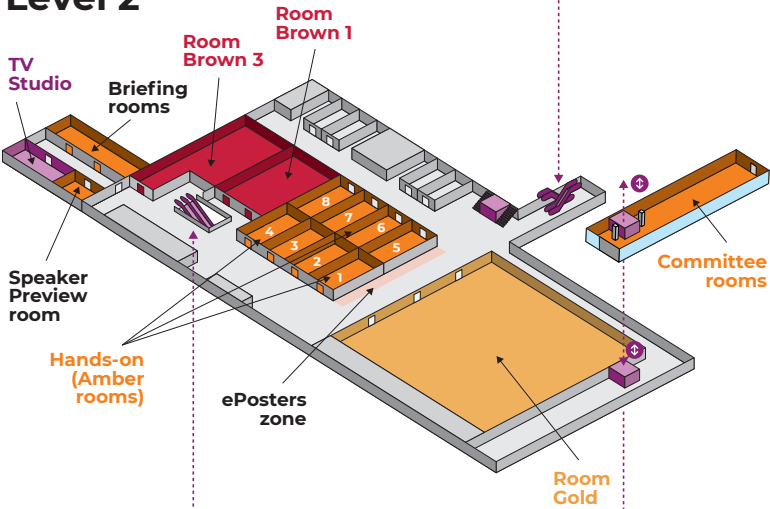 Level 2
Room
Brown 1
Room
Brown 3
TV
Studio
Briefing
rooms
8
7
6
5
4
3
2
1
Committee
rooms
Speaker
Preview
room
Hands-on
(Amber
rooms)
ePosters
zone
Room
Gold